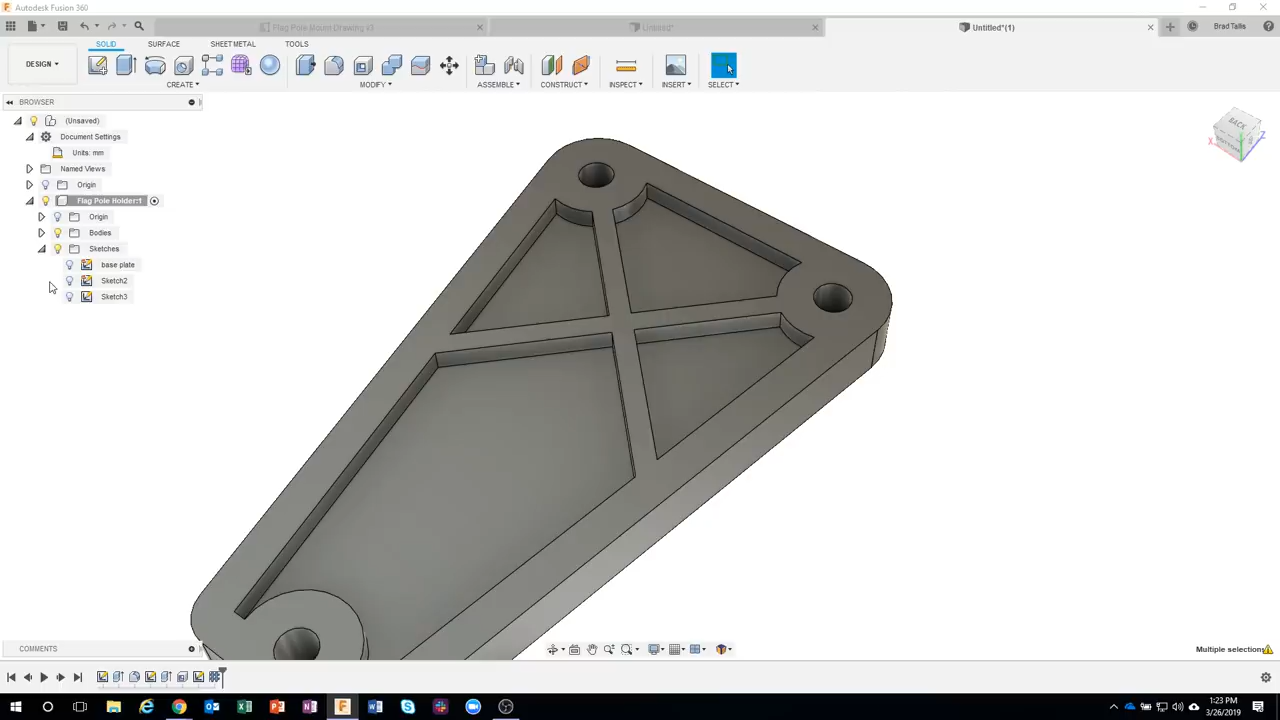 Autodesk Fusion 360
Flag Pole Mount Drawing v3
Untitled*
Untitled*(1)
Brad Tallis
SOLID
SURFACE
SHEET METAL
TOOLS
DESIGN
CREATE
MODIFY
ASSEMBLE
CONSTRUCT
INSPECT
INSERT
SELECT
BROWSER
(Unsaved)
Document Settings
Units: mm
Named Views
Origin
Flag Pole Holder:1
Origin
Bodies
Sketches
base plate
Sketch2
Sketch3
BACK
BOTTOM
X
Z
COMMENTS
Multiple selections
1:23 PM
3/26/2019